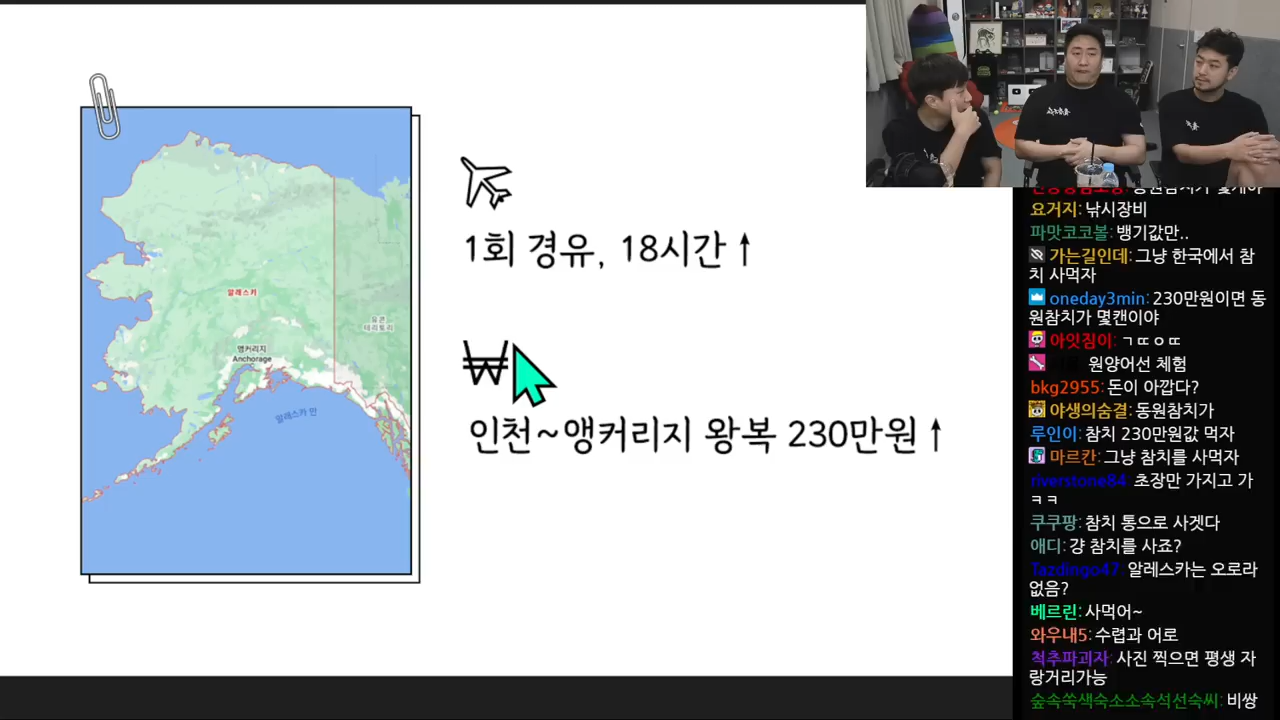 1회 경유, 18시간↑
인천~앵커리지 왕복 230만원↑
알래스카
유콘
테리토리
앵커리지
Anchorage
알래스카 만
요거지: 낚시장비
파맛코코볼: 뱅기값만..
가는길인데: 그냥 한국에서 참
치 사먹자
oneday3min: 230만원이면 동
원참치가 몇캔이야
아잇짐이: ㄱㄸㅇㄸ
원양어선 체험
bkg2955: 돈이 아깝다?
야생의숨결: 동원참치가
루인이: 참치 230만원값 먹자
마르칸: 그냥 참치를 사먹자
riverstone84: 초장만 가지고 가
ㅋㅋ
쿠쿠팡: 참치 통으로 사겟다
애디: 걍 참치를 사죠?
Tazdingo47: 알레스카는 오로라
없음?
베르린: 사먹어~
와우내5: 수렵과 어로
척추파괴자: 사진 찍으면 평생 자
랑거리가능
숲속쑥색숙소소속석선숙씨: 비쌍